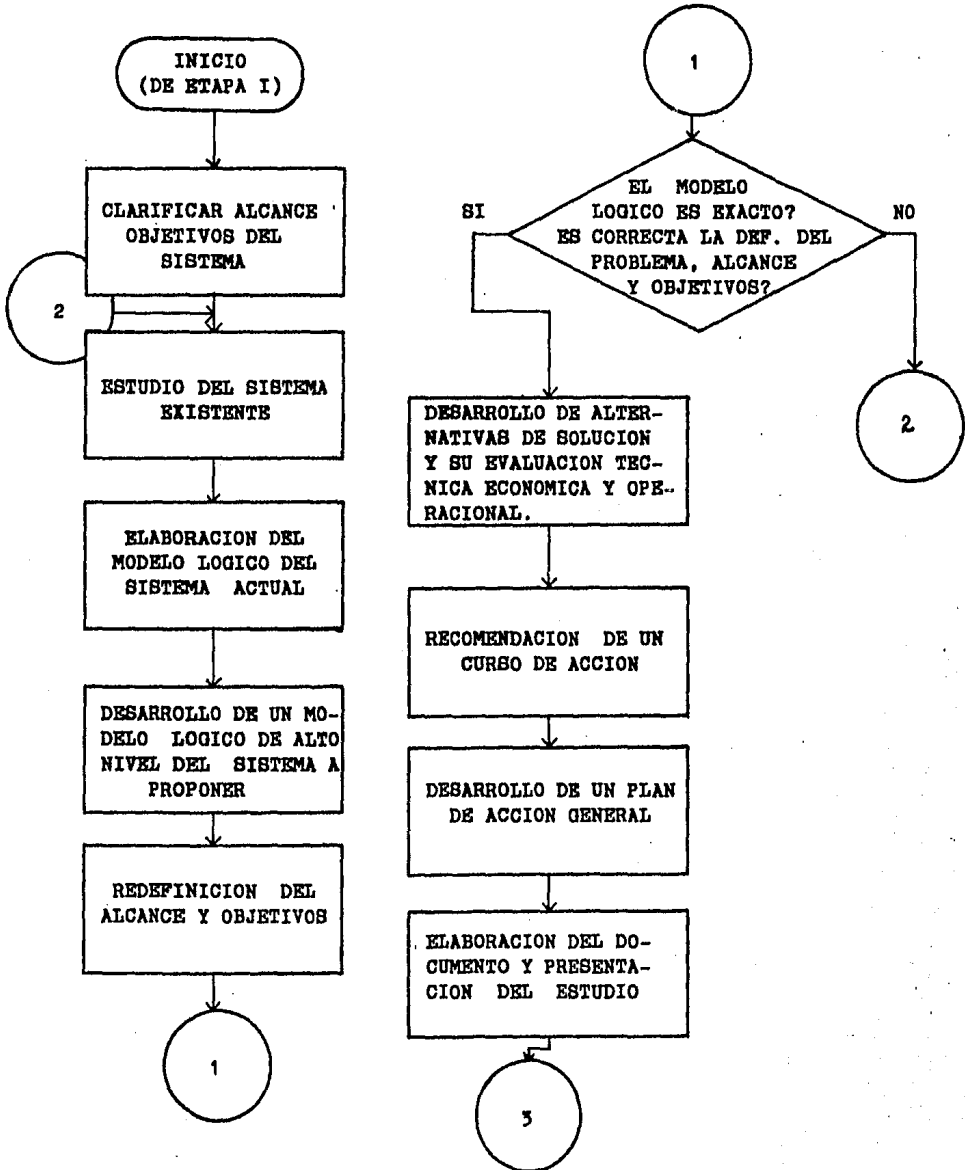 INICIO
(DE ETAPA I)
CLARIFICAR ALCANCE
OBJETIVOS DEL
SISTEMA
2
ESTUDIO DEL SISTEMA
EXISTENTE
ELABORACION DEL
MODELO LOGICO DEL
SISTEMA ACTUAL
DESARROLLO DE UN MO-
DELO LOGICO DE ALTO
NIVEL DEL SISTEMA A
PROPONER
REDEFINICION DEL
ALCANCE Y OBJETIVOS
1
1
EL MODELO
LOGICO ES EXACTO?
ES CORRECTA LA DEF. DEL
PROBLEMA, ALCANCE
Y OBJETIVOS?
SI
NO
2
DESARROLLO DE ALTER-
NATIVAS DE SOLUCION
Y SU EVALUACION TEC-
NICA ECONOMICA Y OPE-
RACIONAL.
RECOMENDACION DE UN
CURSO DE ACCION
DESARROLLO DE UN PLAN
DE ACCION GENERAL
ELABORACION DEL DO-
CUMENTO Y PRESENTA-
CION DEL ESTUDIO
3